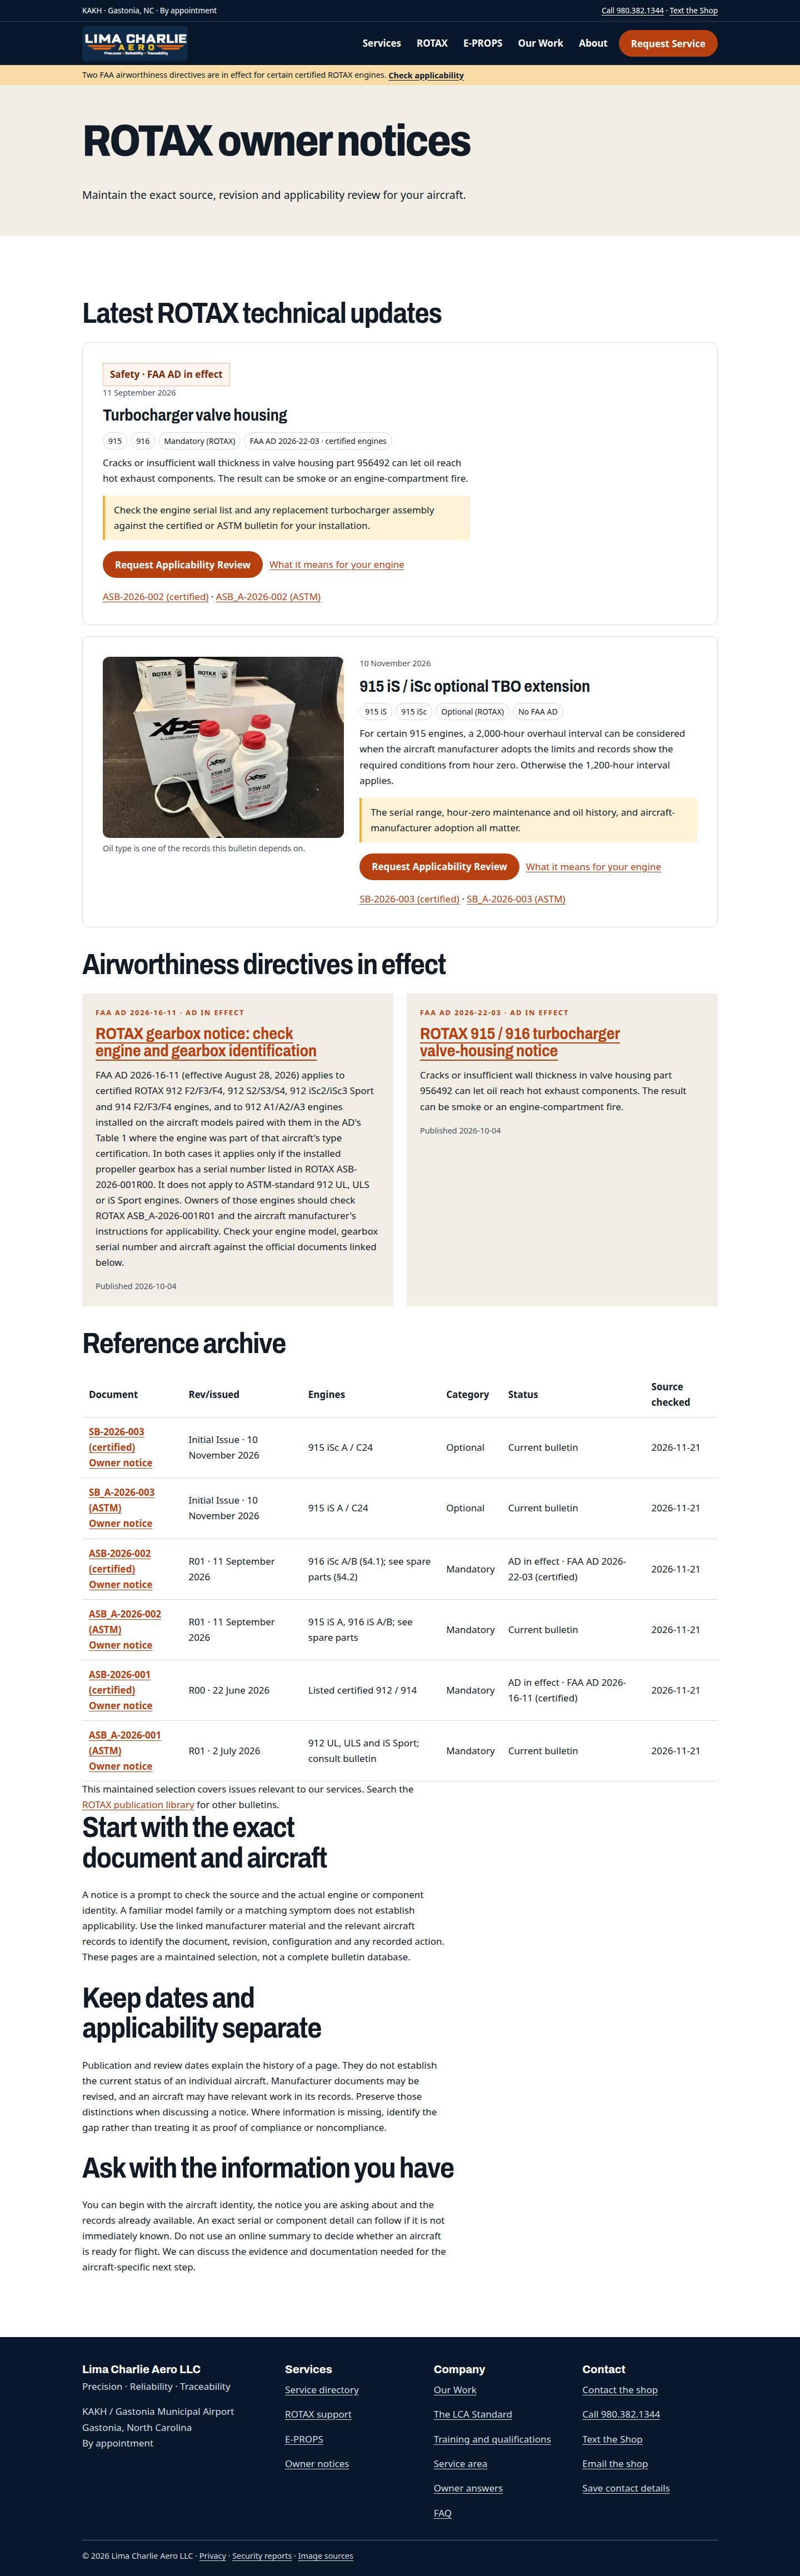 KAKH · Gastonia, NC · By appointment
Call 980.382.1344 · Text the Shop
LIMA CHARLIE
AERO
Precision · Reliability · Traceability
Services
ROTAX
E-PROPS
Our Work
About
Request Service
Two FAA airworthiness directives are in effect for certain certified ROTAX engines. Check applicability
ROTAX owner notices
Maintain the exact source, revision and applicability review for your aircraft.
Latest ROTAX technical updates
Safety · FAA AD in effect
11 September 2026
Turbocharger valve housing
915
916
Mandatory (ROTAX)
FAA AD 2026-22-03 · certified engines
Cracks or insufficient wall thickness in valve housing part 956492 can let oil reach
hot exhaust components. The result can be smoke or an engine-compartment fire.
Check the engine serial list and any replacement turbocharger assembly
against the certified or ASTM bulletin for your installation.
Request Applicability Review
What it means for your engine
ASB-2026-002 (certified) · ASB_A-2026-002 (ASTM)
ROTAX
ROTAX
XPS
LUBRICANTS
XPS
5W-50
XPS
5W-50
Oil type is one of the records this bulletin depends on.
10 November 2026
915 iS / iSc optional TBO extension
915 iS
915 iSc
Optional (ROTAX)
No FAA AD
For certain 915 engines, a 2,000-hour overhaul interval can be considered
when the aircraft manufacturer adopts the limits and records show the
required conditions from hour zero. Otherwise the 1,200-hour interval
applies.
The serial range, hour-zero maintenance and oil history, and aircraft-
manufacturer adoption all matter.
Request Applicability Review
What it means for your engine
SB-2026-003 (certified) · SB_A-2026-003 (ASTM)
Airworthiness directives in effect
FAA AD 2026-16-11 · AD IN EFFECT
ROTAX gearbox notice: check
engine and gearbox identification
FAA AD 2026-16-11 (effective August 28, 2026) applies to
certified ROTAX 912 F2/F3/F4, 912 S2/S3/S4, 912 iSc2/iSc3 Sport
and 914 F2/F3/F4 engines, and to 912 A1/A2/A3 engines
installed on the aircraft models paired with them in the AD's
Table 1 where the engine was part of that aircraft's type
certification. In both cases it applies only if the installed
propeller gearbox has a serial number listed in ROTAX ASB-
2026-001R00. It does not apply to ASTM-standard 912 UL, ULS
or iS Sport engines. Owners of those engines should check
ROTAX ASB_A-2026-001R01 and the aircraft manufacturer's
instructions for applicability. Check your engine model, gearbox
serial number and aircraft against the official documents linked
below.
Published 2026-10-04
FAA AD 2026-22-03 · AD IN EFFECT
ROTAX 915 / 916 turbocharger
valve-housing notice
Cracks or insufficient wall thickness in valve housing part
956492 can let oil reach hot exhaust components. The result
can be smoke or an engine-compartment fire.
Published 2026-10-04
Reference archive
Document
Rev/issued
Engines
Category
Status
Source
checked
SB-2026-003
(certified)
Owner notice
Initial Issue · 10
November 2026
915 iSc A / C24
Optional
Current bulletin
2026-11-21
SB_A-2026-003
(ASTM)
Owner notice
Initial Issue · 10
November 2026
915 iS A / C24
Optional
Current bulletin
2026-11-21
ASB-2026-002
(certified)
Owner notice
R01 · 11 September
2026
916 iSc A/B (§4.1); see spare
parts (§4.2)
Mandatory
AD in effect · FAA AD 2026-
22-03 (certified)
2026-11-21
ASB_A-2026-002
(ASTM)
Owner notice
R01 · 11 September
2026
915 iS A, 916 iS A/B; see
spare parts
Mandatory
Current bulletin
2026-11-21
ASB-2026-001
(certified)
Owner notice
R00 · 22 June 2026
Listed certified 912 / 914
Mandatory
AD in effect · FAA AD 2026-
16-11 (certified)
2026-11-21
ASB_A-2026-001
(ASTM)
Owner notice
R01 · 2 July 2026
912 UL, ULS and iS Sport;
consult bulletin
Mandatory
Current bulletin
2026-11-21
This maintained selection covers issues relevant to our services. Search the
ROTAX publication library for other bulletins.
Start with the exact
document and aircraft
A notice is a prompt to check the source and the actual engine or component
identity. A familiar model family or a matching symptom does not establish
applicability. Use the linked manufacturer material and the relevant aircraft
records to identify the document, revision, configuration and any recorded action.
These pages are a maintained selection, not a complete bulletin database.
Keep dates and
applicability separate
Publication and review dates explain the history of a page. They do not establish
the current status of an individual aircraft. Manufacturer documents may be
revised, and an aircraft may have relevant work in its records. Preserve those
distinctions when discussing a notice. Where information is missing, identify the
gap rather than treating it as proof of compliance or noncompliance.
Ask with the information you have
You can begin with the aircraft identity, the notice you are asking about and the
records already available. An exact serial or component detail can follow if it is not
immediately known. Do not use an online summary to decide whether an aircraft
is ready for flight. We can discuss the evidence and documentation needed for the
aircraft-specific next step.
Lima Charlie Aero LLC
Precision · Reliability · Traceability
KAKH / Gastonia Municipal Airport
Gastonia, North Carolina
By appointment
Services
Service directory
ROTAX support
E-PROPS
Owner notices
Company
Our Work
The LCA Standard
Training and qualifications
Service area
Owner answers
FAQ
Contact
Contact the shop
Call 980.382.1344
Text the Shop
Email the shop
Save contact details
© 2026 Lima Charlie Aero LLC · Privacy · Security reports · Image sources